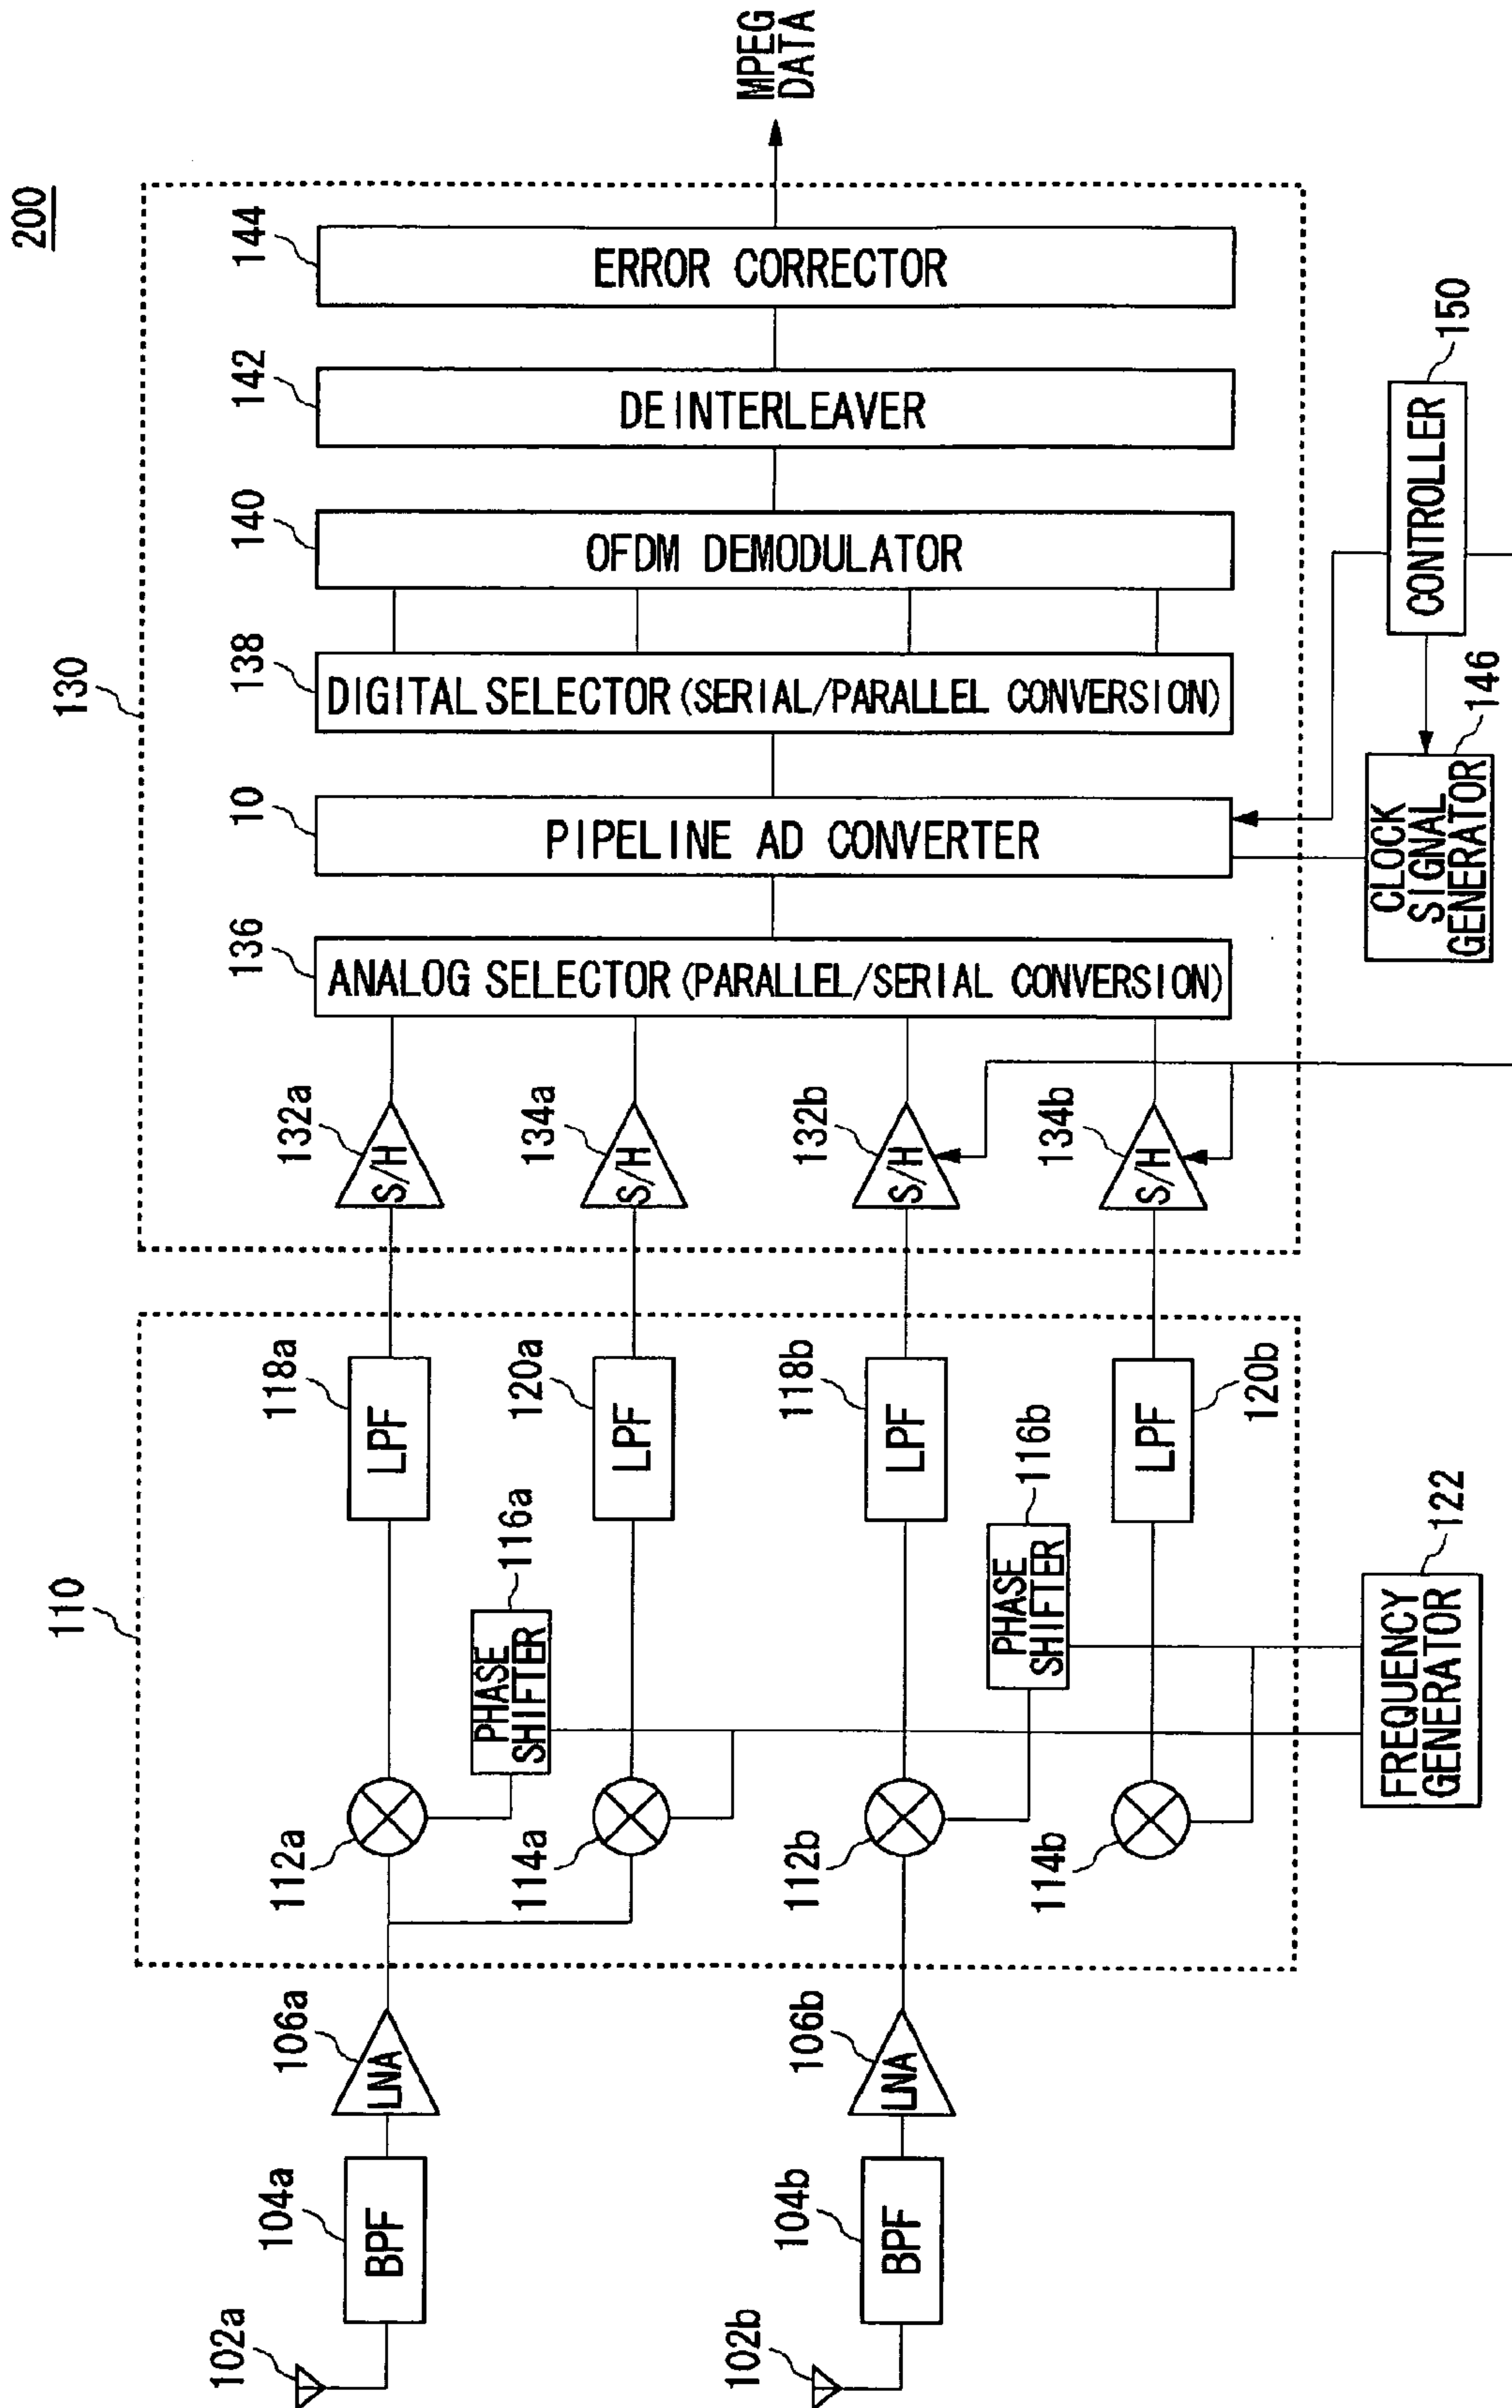 200
102a
BPF
104a
LNA
106a
110
112a
114a
PHASE
SHIFTER
116a
LPF
118a
LPF
120a
102b
BPF
104b
LNA
106b
112b
114b
PHASE
SHIFTER
116b
LPF
118b
LPF
120b
FREQUENCY
GENERATOR
122
130
S/H
132a
S/H
134a
S/H
132b
S/H
134b
136
ANALOG SELECTOR (PARALLEL/SERIAL CONVERSION)
10
PIPELINE AD CONVERTER
138
DIGITAL SELECTOR (SERIAL/PARALLEL CONVERSION)
140
OFDM DEMODULATOR
142
DEINTERLEAVER
144
ERROR CORRECTOR
MPEG
DATA
CLOCK
SIGNAL
GENERATOR
146
CONTROLLER
150